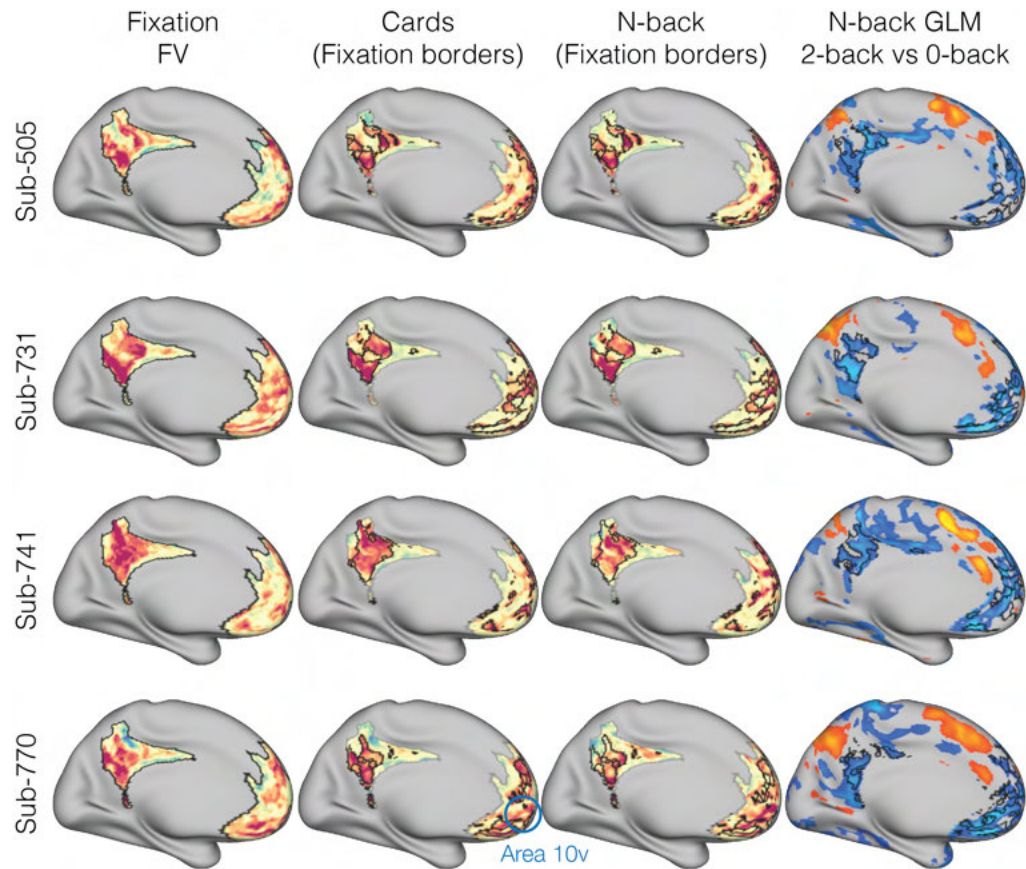 Fixation
FV
Cards
(Fixation borders)
N-back
(Fixation borders)
N-back GLM
2-back vs 0-back
Sub-505
Sub-731
Sub-741
Sub-770
Area 10v